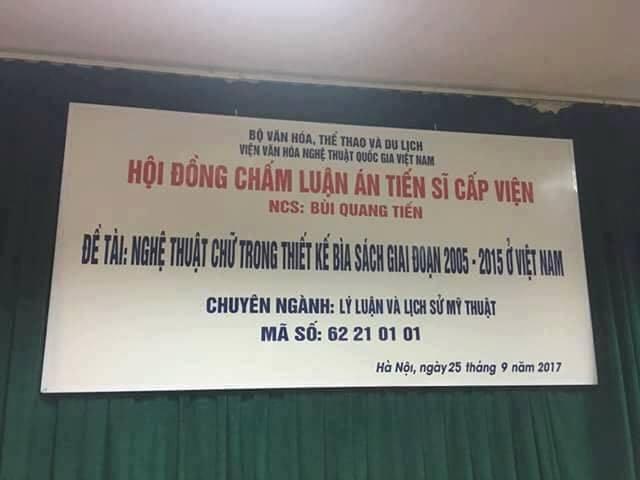 BỘ VĂN HÓA, THỂ THAO VÀ DU LỊCH
VIỆN VĂN HÓA NGHỆ THUẬT QUỐC GIA VIỆT NAM
HỘI ĐỒNG CHẤM LUẬN ÁN TIẾN SĨ CẤP VIỆN
NCS: BÙI QUANG TIẾN
ĐỀ TÀI: NGHỆ THUẬT CHỮ TRONG THIẾT KẾ BÌA SÁCH GIAI ĐOẠN 2005 - 2015 Ở VIỆT NAM
CHUYÊN NGÀNH: LÝ LUẬN VÀ LỊCH SỬ MỸ THUẬT
MÃ SỐ: 62 21 01 01
Hà Nội, ngày 25 tháng 9 năm 2017